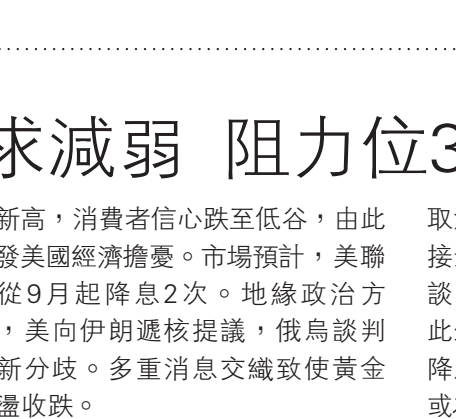 求減弱 阻力位3
新高，消費者信心跌至低谷，由此
發美國經濟擔憂。市場預計，美聯
從9月起降息2次。地緣政治方
，美向伊朗遞核提議，俄烏談判
新分歧。多重消息交織致使黃金
盪收跌。
取
接
談
此
降
或